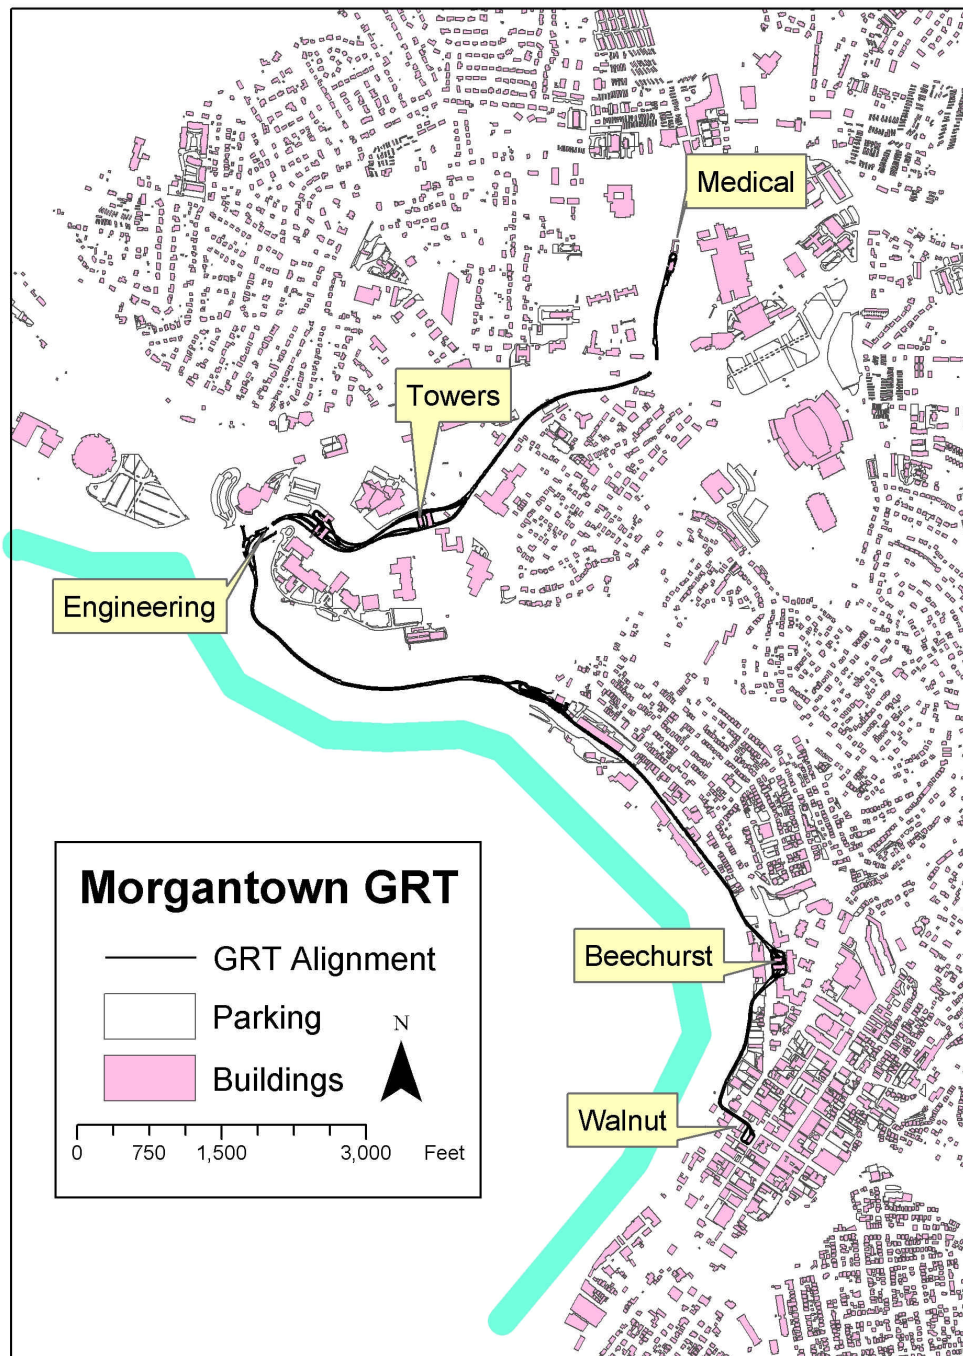 Medical
Towers
Engineering
Beechurst
Walnut
Morgantown GRT
GRT Alignment
Parking
Buildings
N
0 750 1,500 3,000 Feet